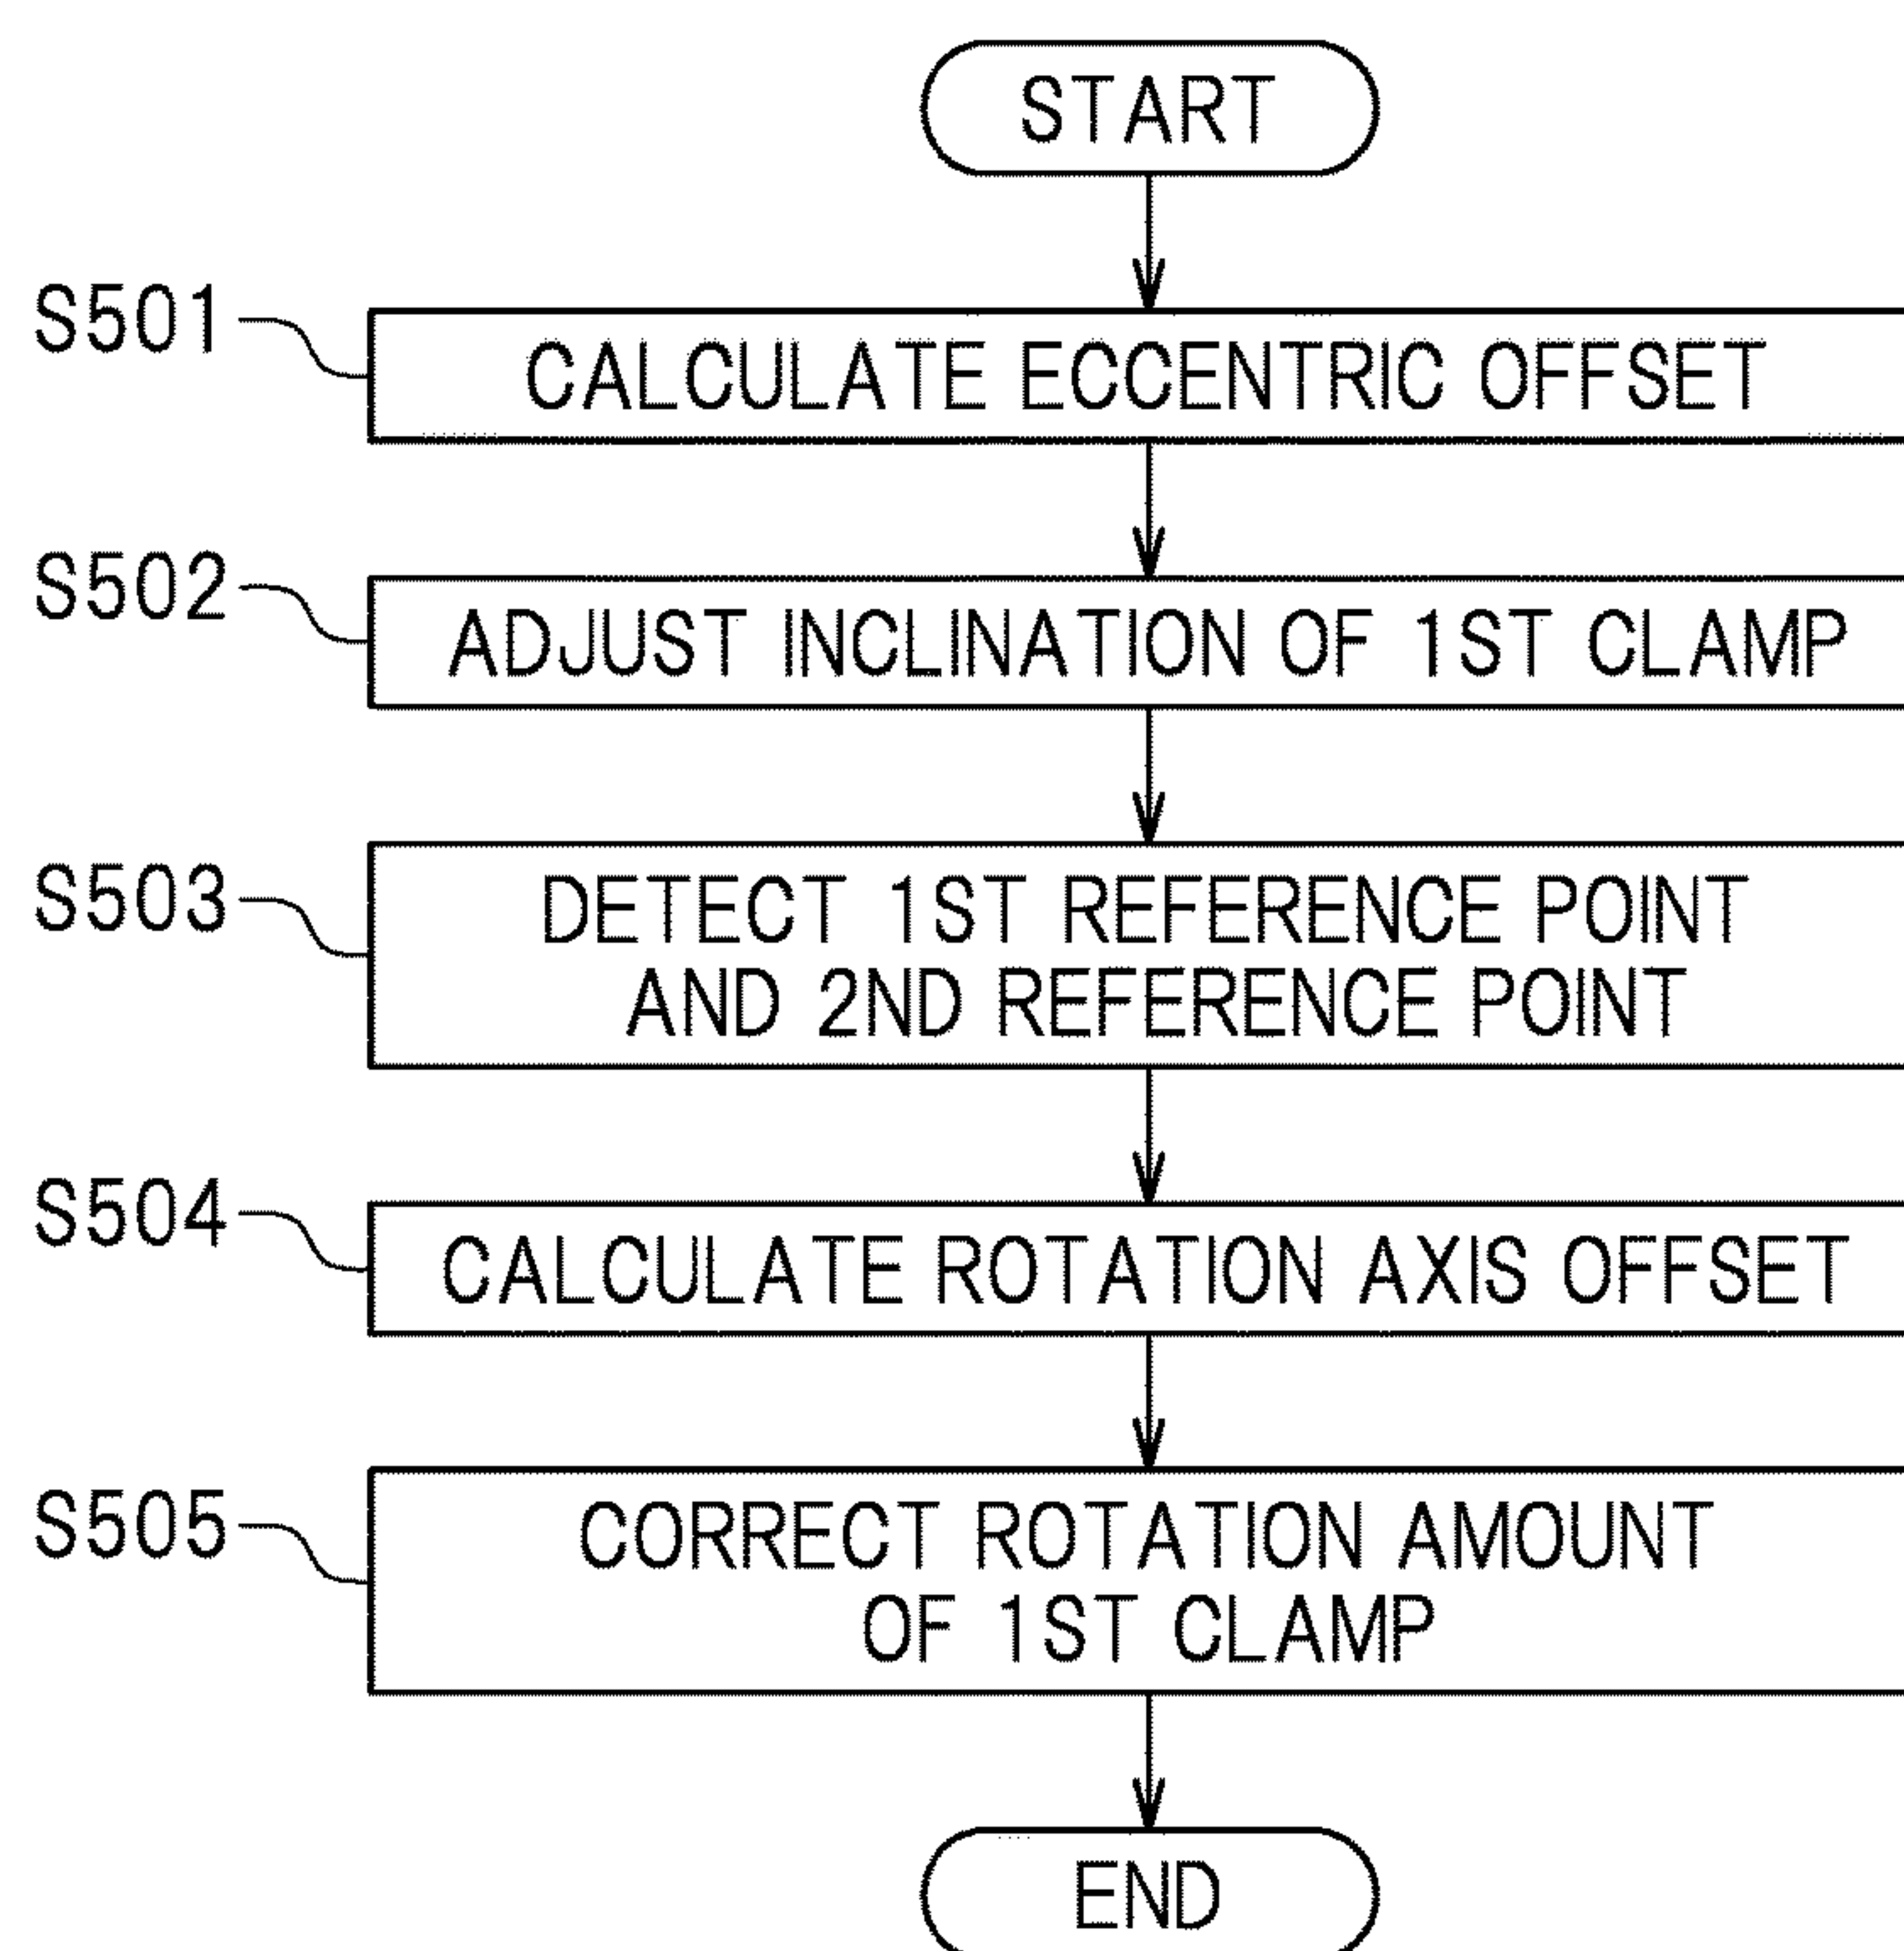 START
S501
CALCULATE ECCENTRIC OFFSET
S502
ADJUST INCLINATION OF 1ST CLAMP
S503
DETECT 1ST REFERENCE POINT
AND 2ND REFERENCE POINT
S504
CALCULATE ROTATION AXIS OFFSET
S505
CORRECT ROTATION AMOUNT
OF 1ST CLAMP
END